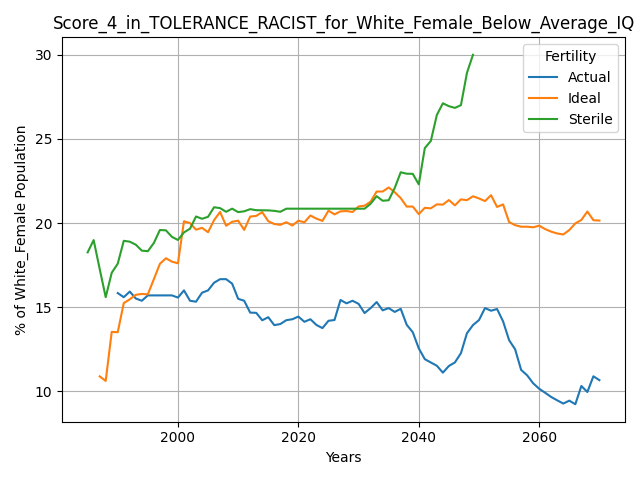 Score_4_in_TOLERANCE_RACIST_for_White_Female_Below_Average_IQ
Fertility
Actual
Ideal
Sterile
% of White_Female Population
30
25
20
15
10
2000 2020 2040 2060
Years